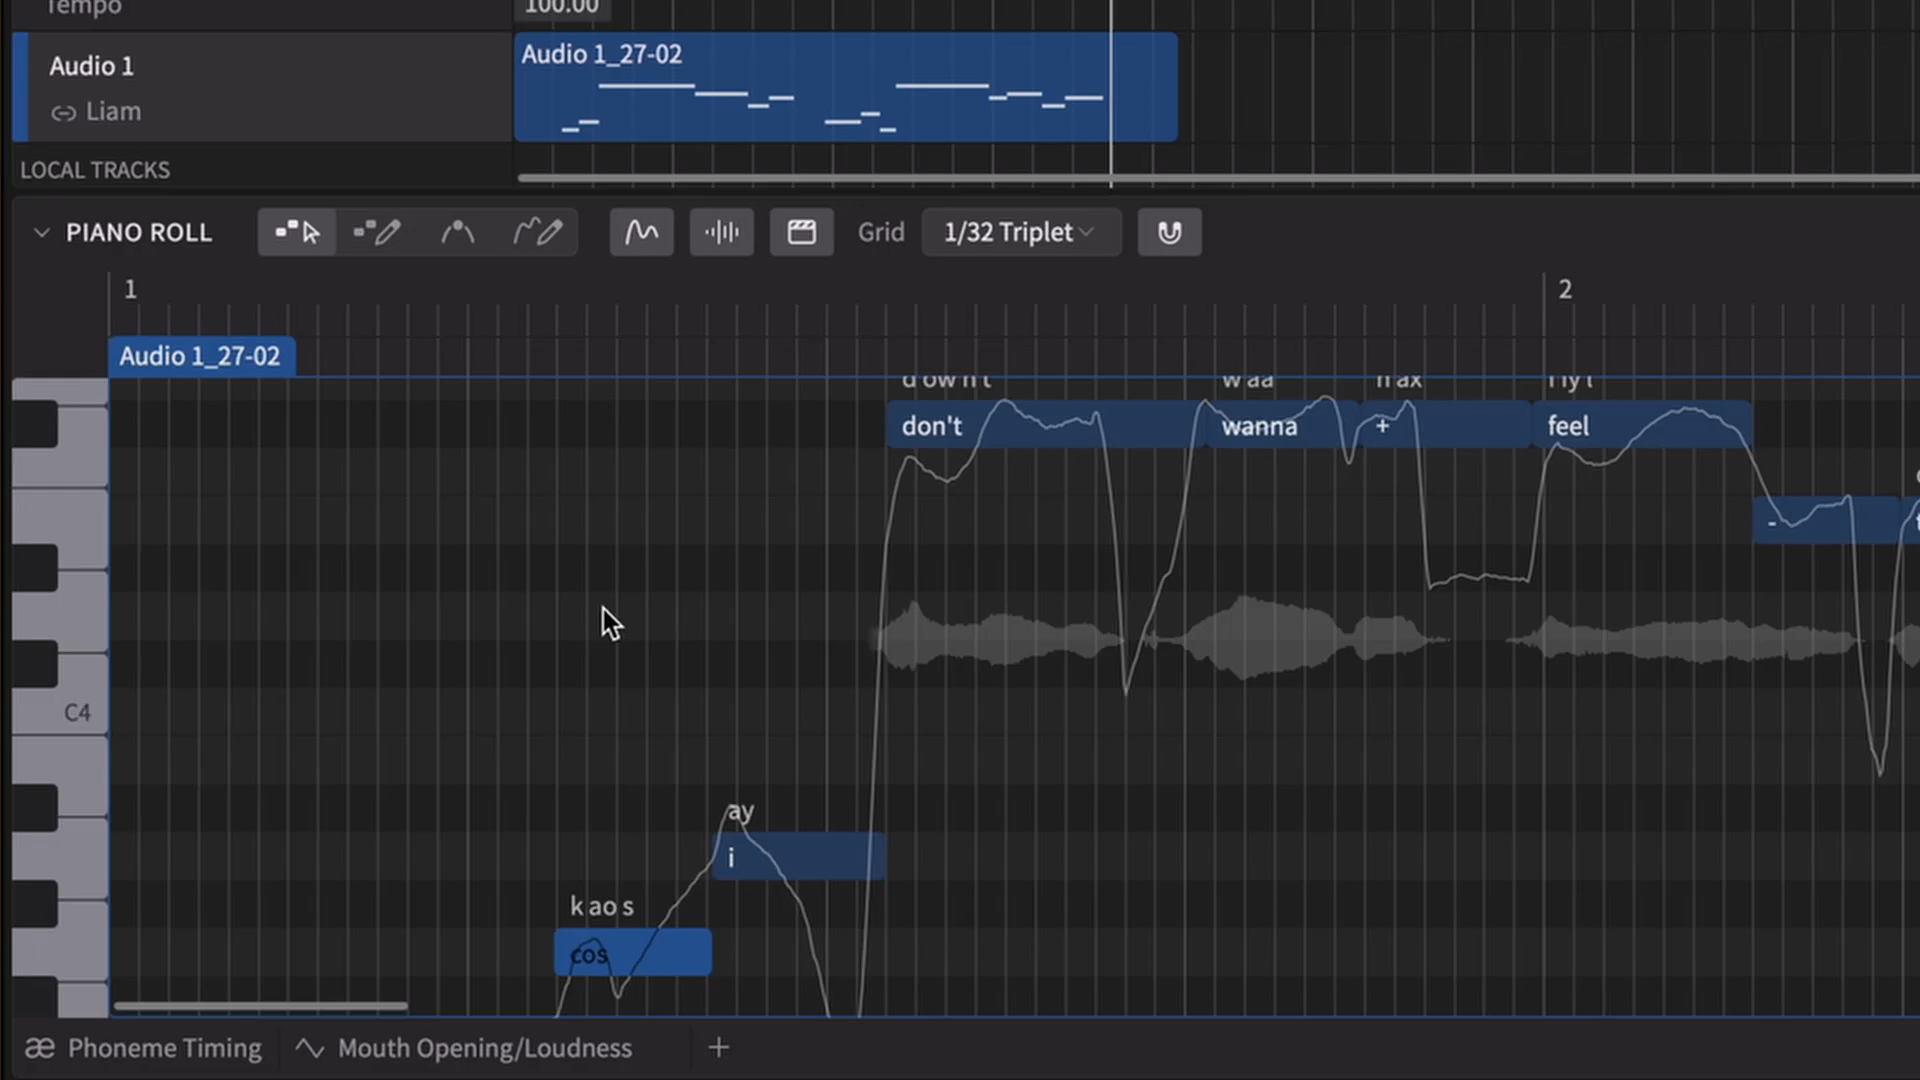 Tempo
100.00
Audio 1
Liam
Audio 1_27-02
LOCAL TRACKS
PIANO ROLL
Grid
1/32 Triplet
1
2
Audio 1_27-02
d ow n t
w aa
n ax
don't
wanna
+
feel
-
C4
ay
i
k ao s
cos
æ Phoneme Timing
Mouth Opening/Loudness
+